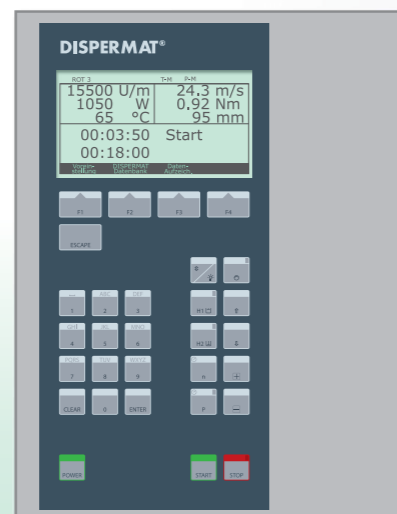 DISPERMAT®
ROT 3 T-M P-M
15500 U/m 24.3 m/s
1050 W 0.92 Nm
65 °C 95 mm
00:03:50 Start
00:18:00
Vorein- DISPERMAT Daten-
stellung Datenbank Aufzeich.
F1 F2 F3 F4
ESCAPE
ABC DEF
1 2 3 H1
GHI JKL MNO
4 5 6 H2
PQRS TUV WXYZ
7 8 9 n
CLEAR 0 ENTER P
POWER START STOP